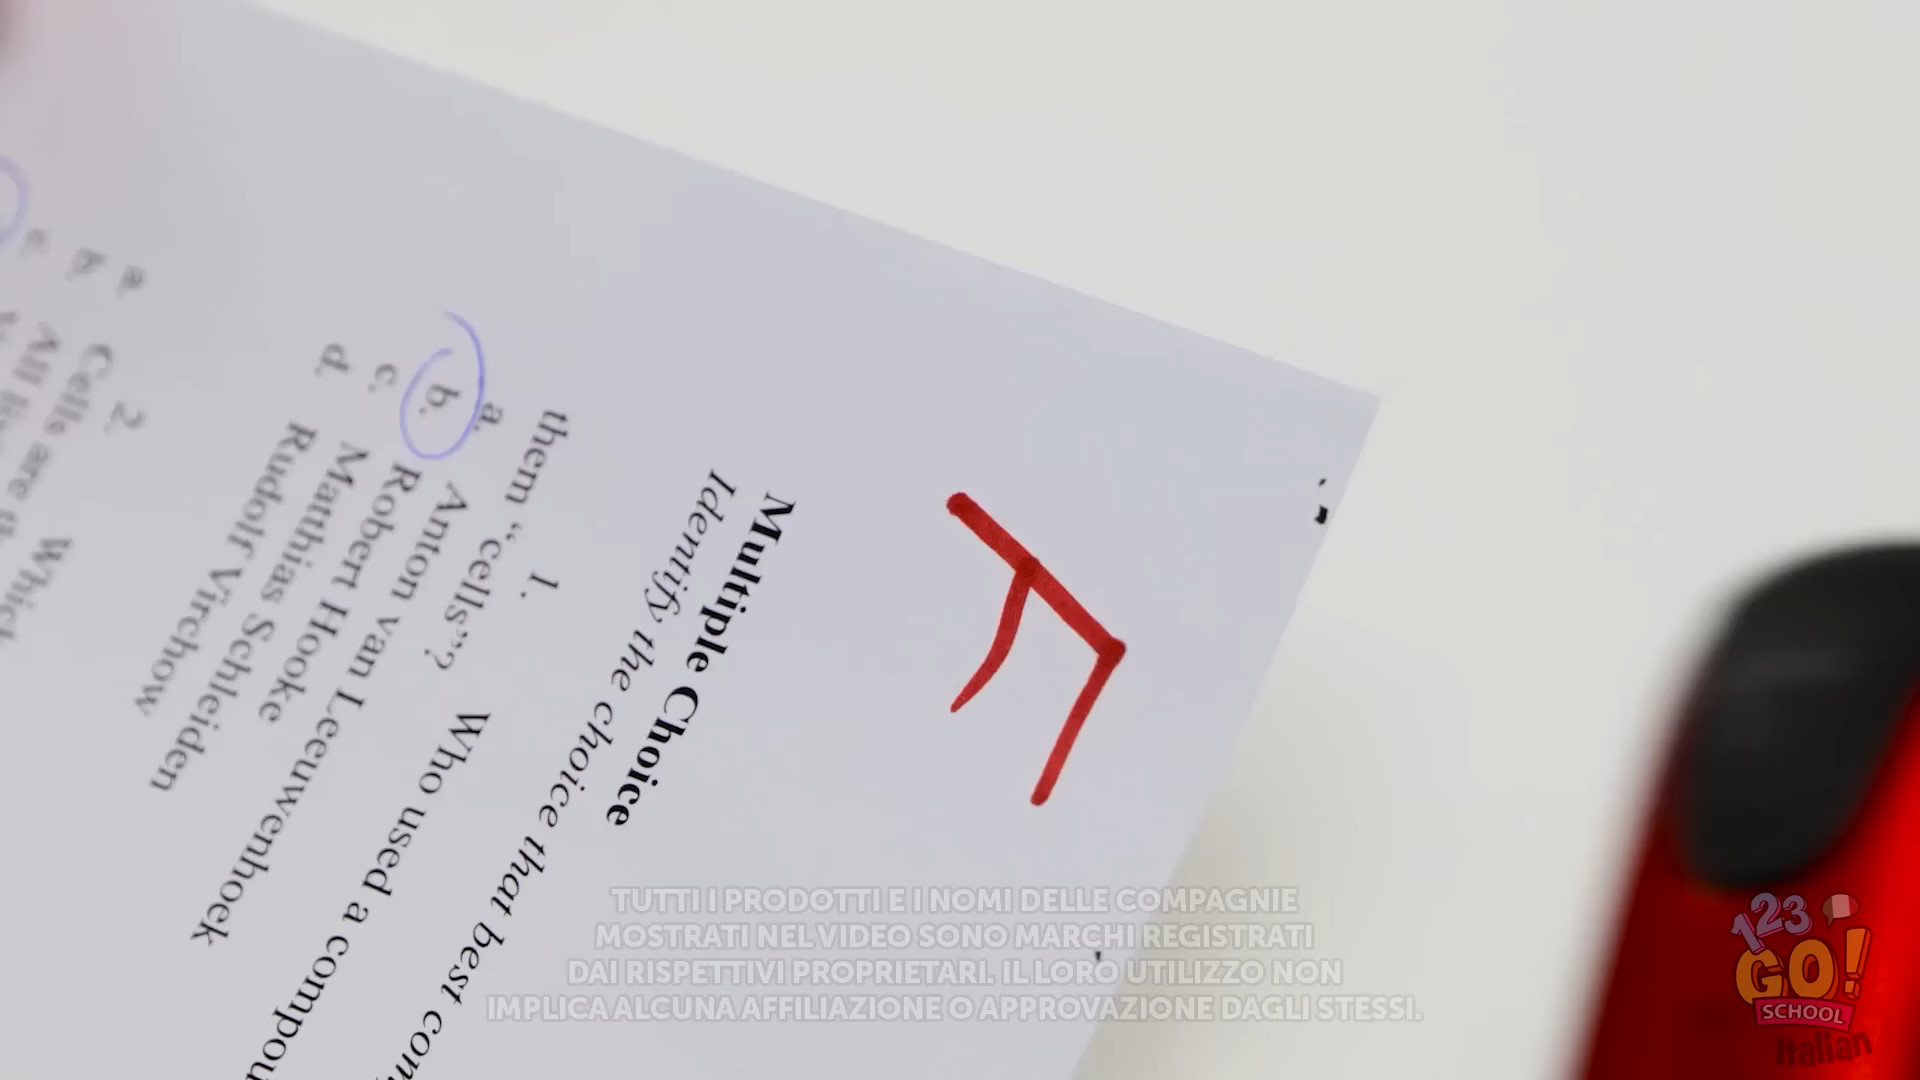 F
Multiple Choice
Identify the choice that best com
1. Who used a compou
them “cells”?
a. Anton van Leeuwenhoek
b. Robert Hooke
c. Matthias Schleiden
d. Rudolf Virchow
2. Which
Cells are
a. All
b.
c.
TUTTI I PRODOTTI E I NOMI DELLE COMPAGNIE
MOSTRATI NEL VIDEO SONO MARCHI REGISTRATI
DAI RISPETTIVI PROPRIETARI. IL LORO UTILIZZO NON
IMPLICA ALCUNA AFFILIAZIONE O APPROVAZIONE DAGLI STESSI.
123
GO!
SCHOOL
Italian